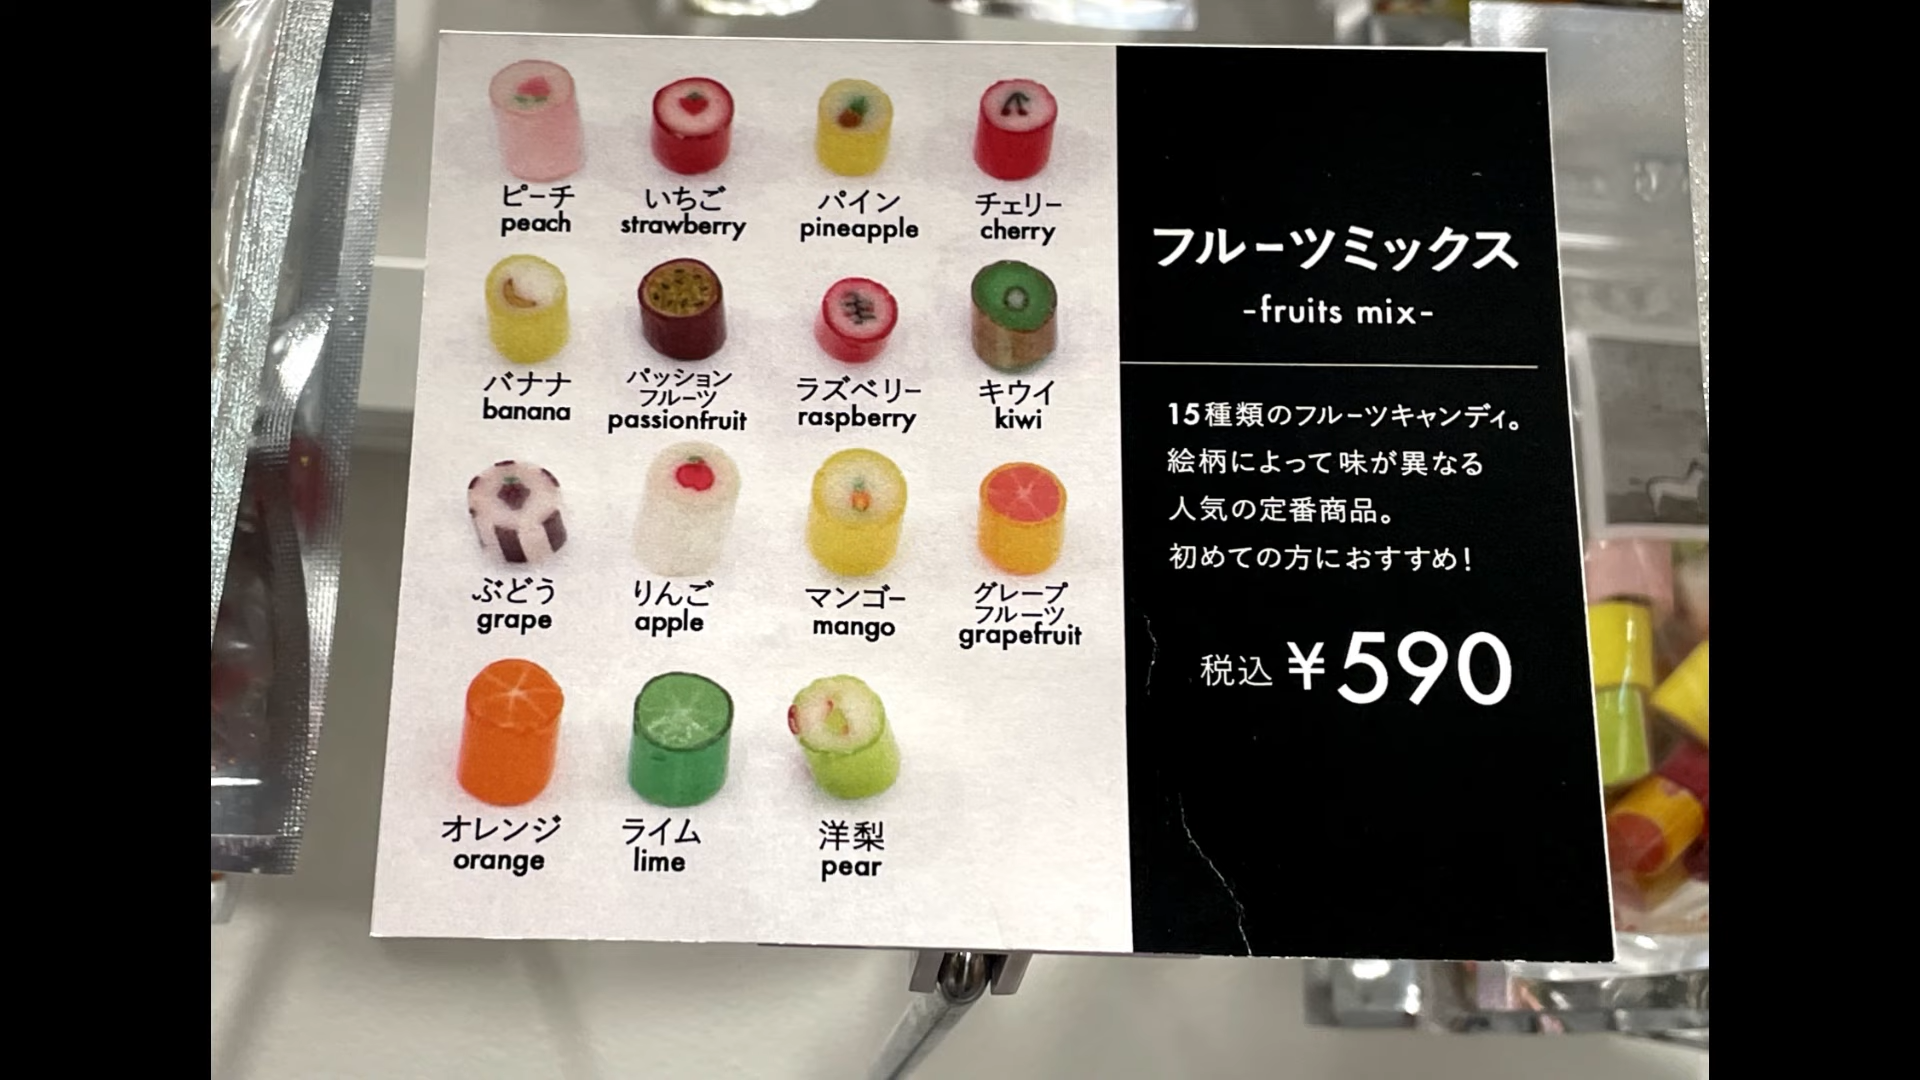 ピーチ
peach
いちご
strawberry
パイン
pineapple
チェリー
cherry
バナナ
banana
パッション
フルーツ
passionfruit
ラズベリー
raspberry
キウイ
kiwi
ぶどう
grape
りんご
apple
マンゴー
mango
グレープ
フルーツ
grapefruit
オレンジ
orange
ライム
lime
洋梨
pear
フルーツミックス
-fruits mix-
15種類のフルーツキャンディ。
絵柄によって味が異なる
人気の定番商品。
初めての方におすすめ!
税込¥590